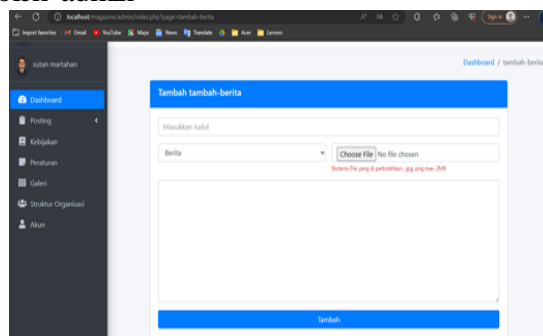 localhost/magazine/admin/index.php?page=tambah-berita
Sign in
Import favorites Gmail YouTube Maps News Translate Acer Lenovo
sutan martahan
Dashboard / tambah-berita
Dashboard
Tambah tambah-berita
Posting
Masukkan Judul
Kebijakan
Berita
Choose File No file chosen
Peraturan
Ekstensi File yang di perbolehkan : jpg, png max 2MB
Galeri
Struktur Organisasi
Akun
Tambah